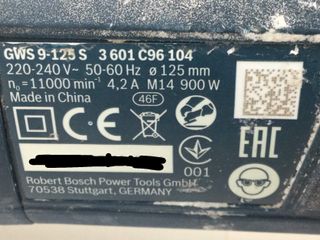 GWS 9-125 S 3 601 C96 104
220-240 V~ 50-60 Hz ø 125 mm
n₀=11000 min⁻¹ 4,2 A M14 900 W
Made in China 46F
CE EAC
001
Robert Bosch Power Tools GmbH
70538 Stuttgart, GERMANY